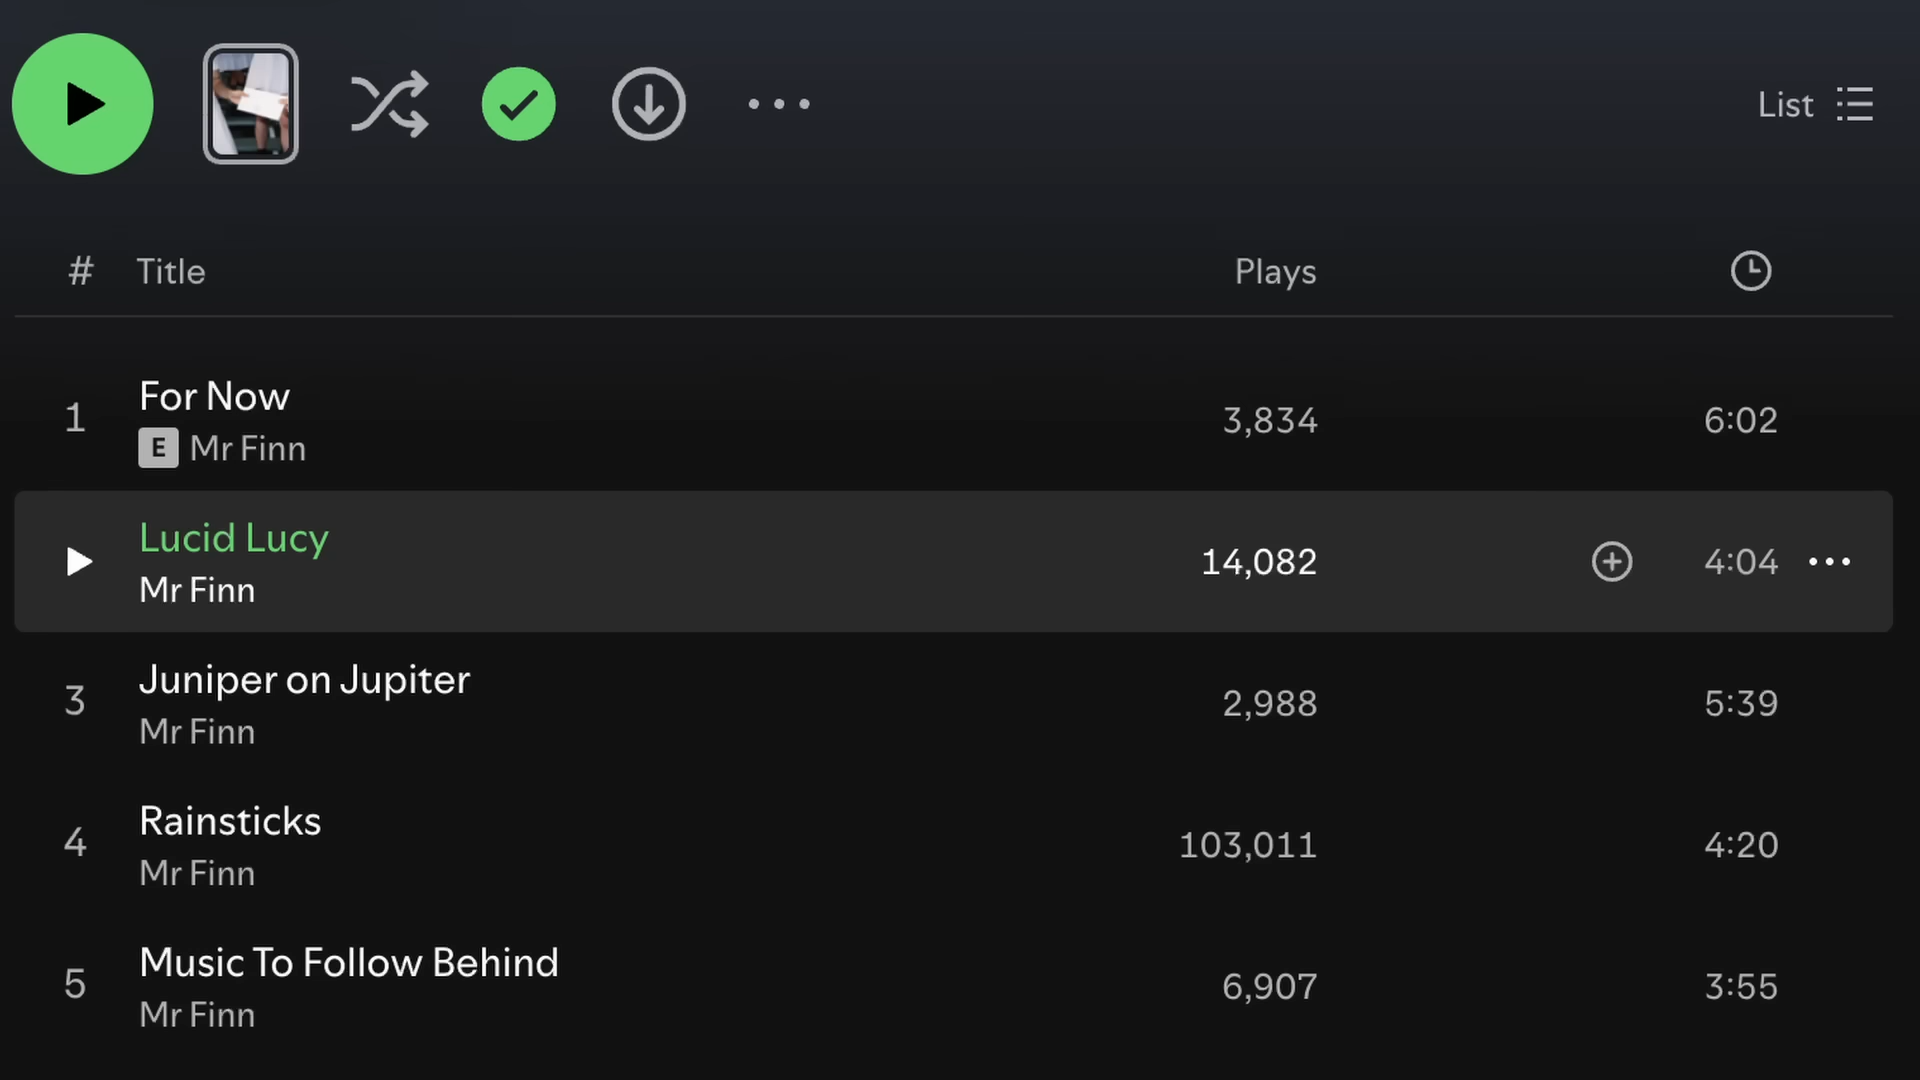 List
# Title Plays
1 For Now 3,834 6:02
E Mr Finn
Lucid Lucy 14,082 4:04
Mr Finn
3 Juniper on Jupiter 2,988 5:39
Mr Finn
4 Rainsticks 103,011 4:20
Mr Finn
5 Music To Follow Behind 6,907 3:55
Mr Finn